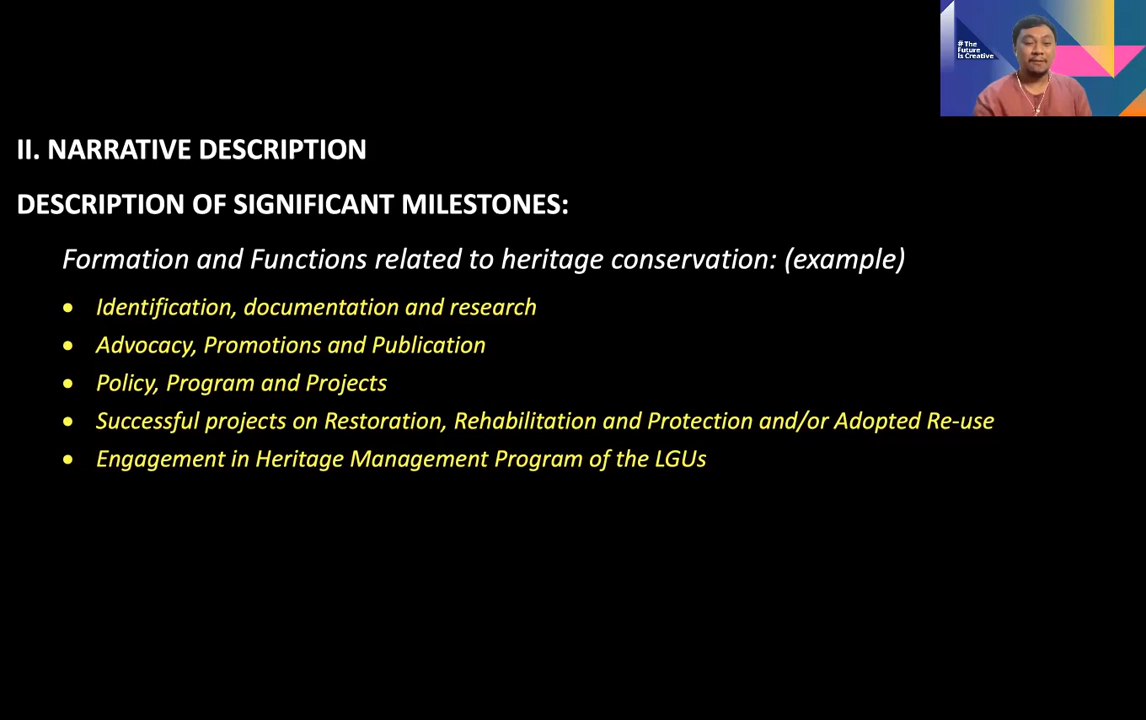 # The
Future
Is Creative
II. NARRATIVE DESCRIPTION
DESCRIPTION OF SIGNIFICANT MILESTONES:
Formation and Functions related to heritage conservation: (example)
• Identification, documentation and research
• Advocacy, Promotions and Publication
• Policy, Program and Projects
• Successful projects on Restoration, Rehabilitation and Protection and/or Adopted Re-use
• Engagement in Heritage Management Program of the LGUs